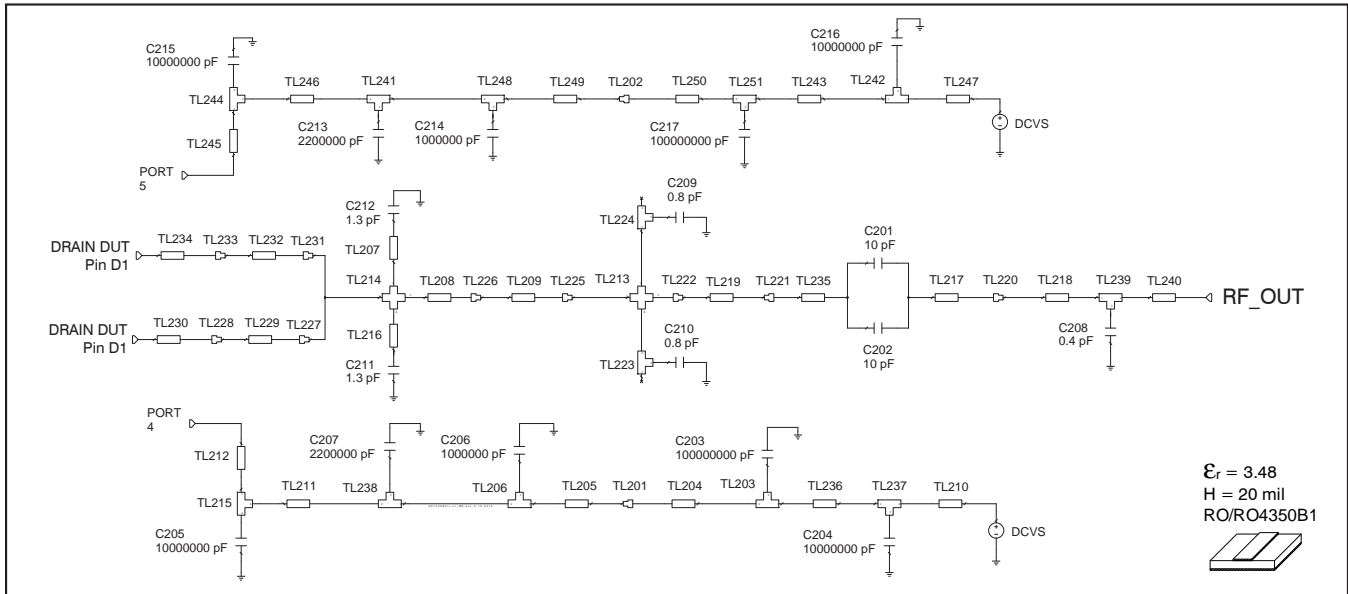 C215
10000000 pF
C216
10000000 pF
TL246 TL241 TL248 TL249 TL202 TL250 TL251 TL243 TL242 TL247
TL244
C213
2200000 pF
C214
1000000 pF
C217
100000000 pF
DCVS
TL245
PORT
5
C212
1.3 pF
C209
0.8 pF
TL224
DRAIN DUT
Pin D1
TL234 TL233 TL232 TL231
TL207
C201
10 pF
TL214 TL208 TL226 TL209 TL225 TL213 TL222 TL219 TL221 TL235 TL217 TL220 TL218 TL239 TL240
RF_OUT
DRAIN DUT
Pin D1
TL230 TL228 TL229 TL227
TL216
C211
1.3 pF
C210
0.8 pF
TL223
C202
10 pF
C208
0.4 pF
PORT
4
TL212
C207
2200000 pF
C206
1000000 pF
C203
100000000 pF
TL215 TL211 TL238 TL206 TL205 TL201 TL204 TL203 TL236 TL237 TL210
C205
10000000 pF
C204
10000000 pF
DCVS
εr = 3.48
H = 20 mil
RO/RO4350B1